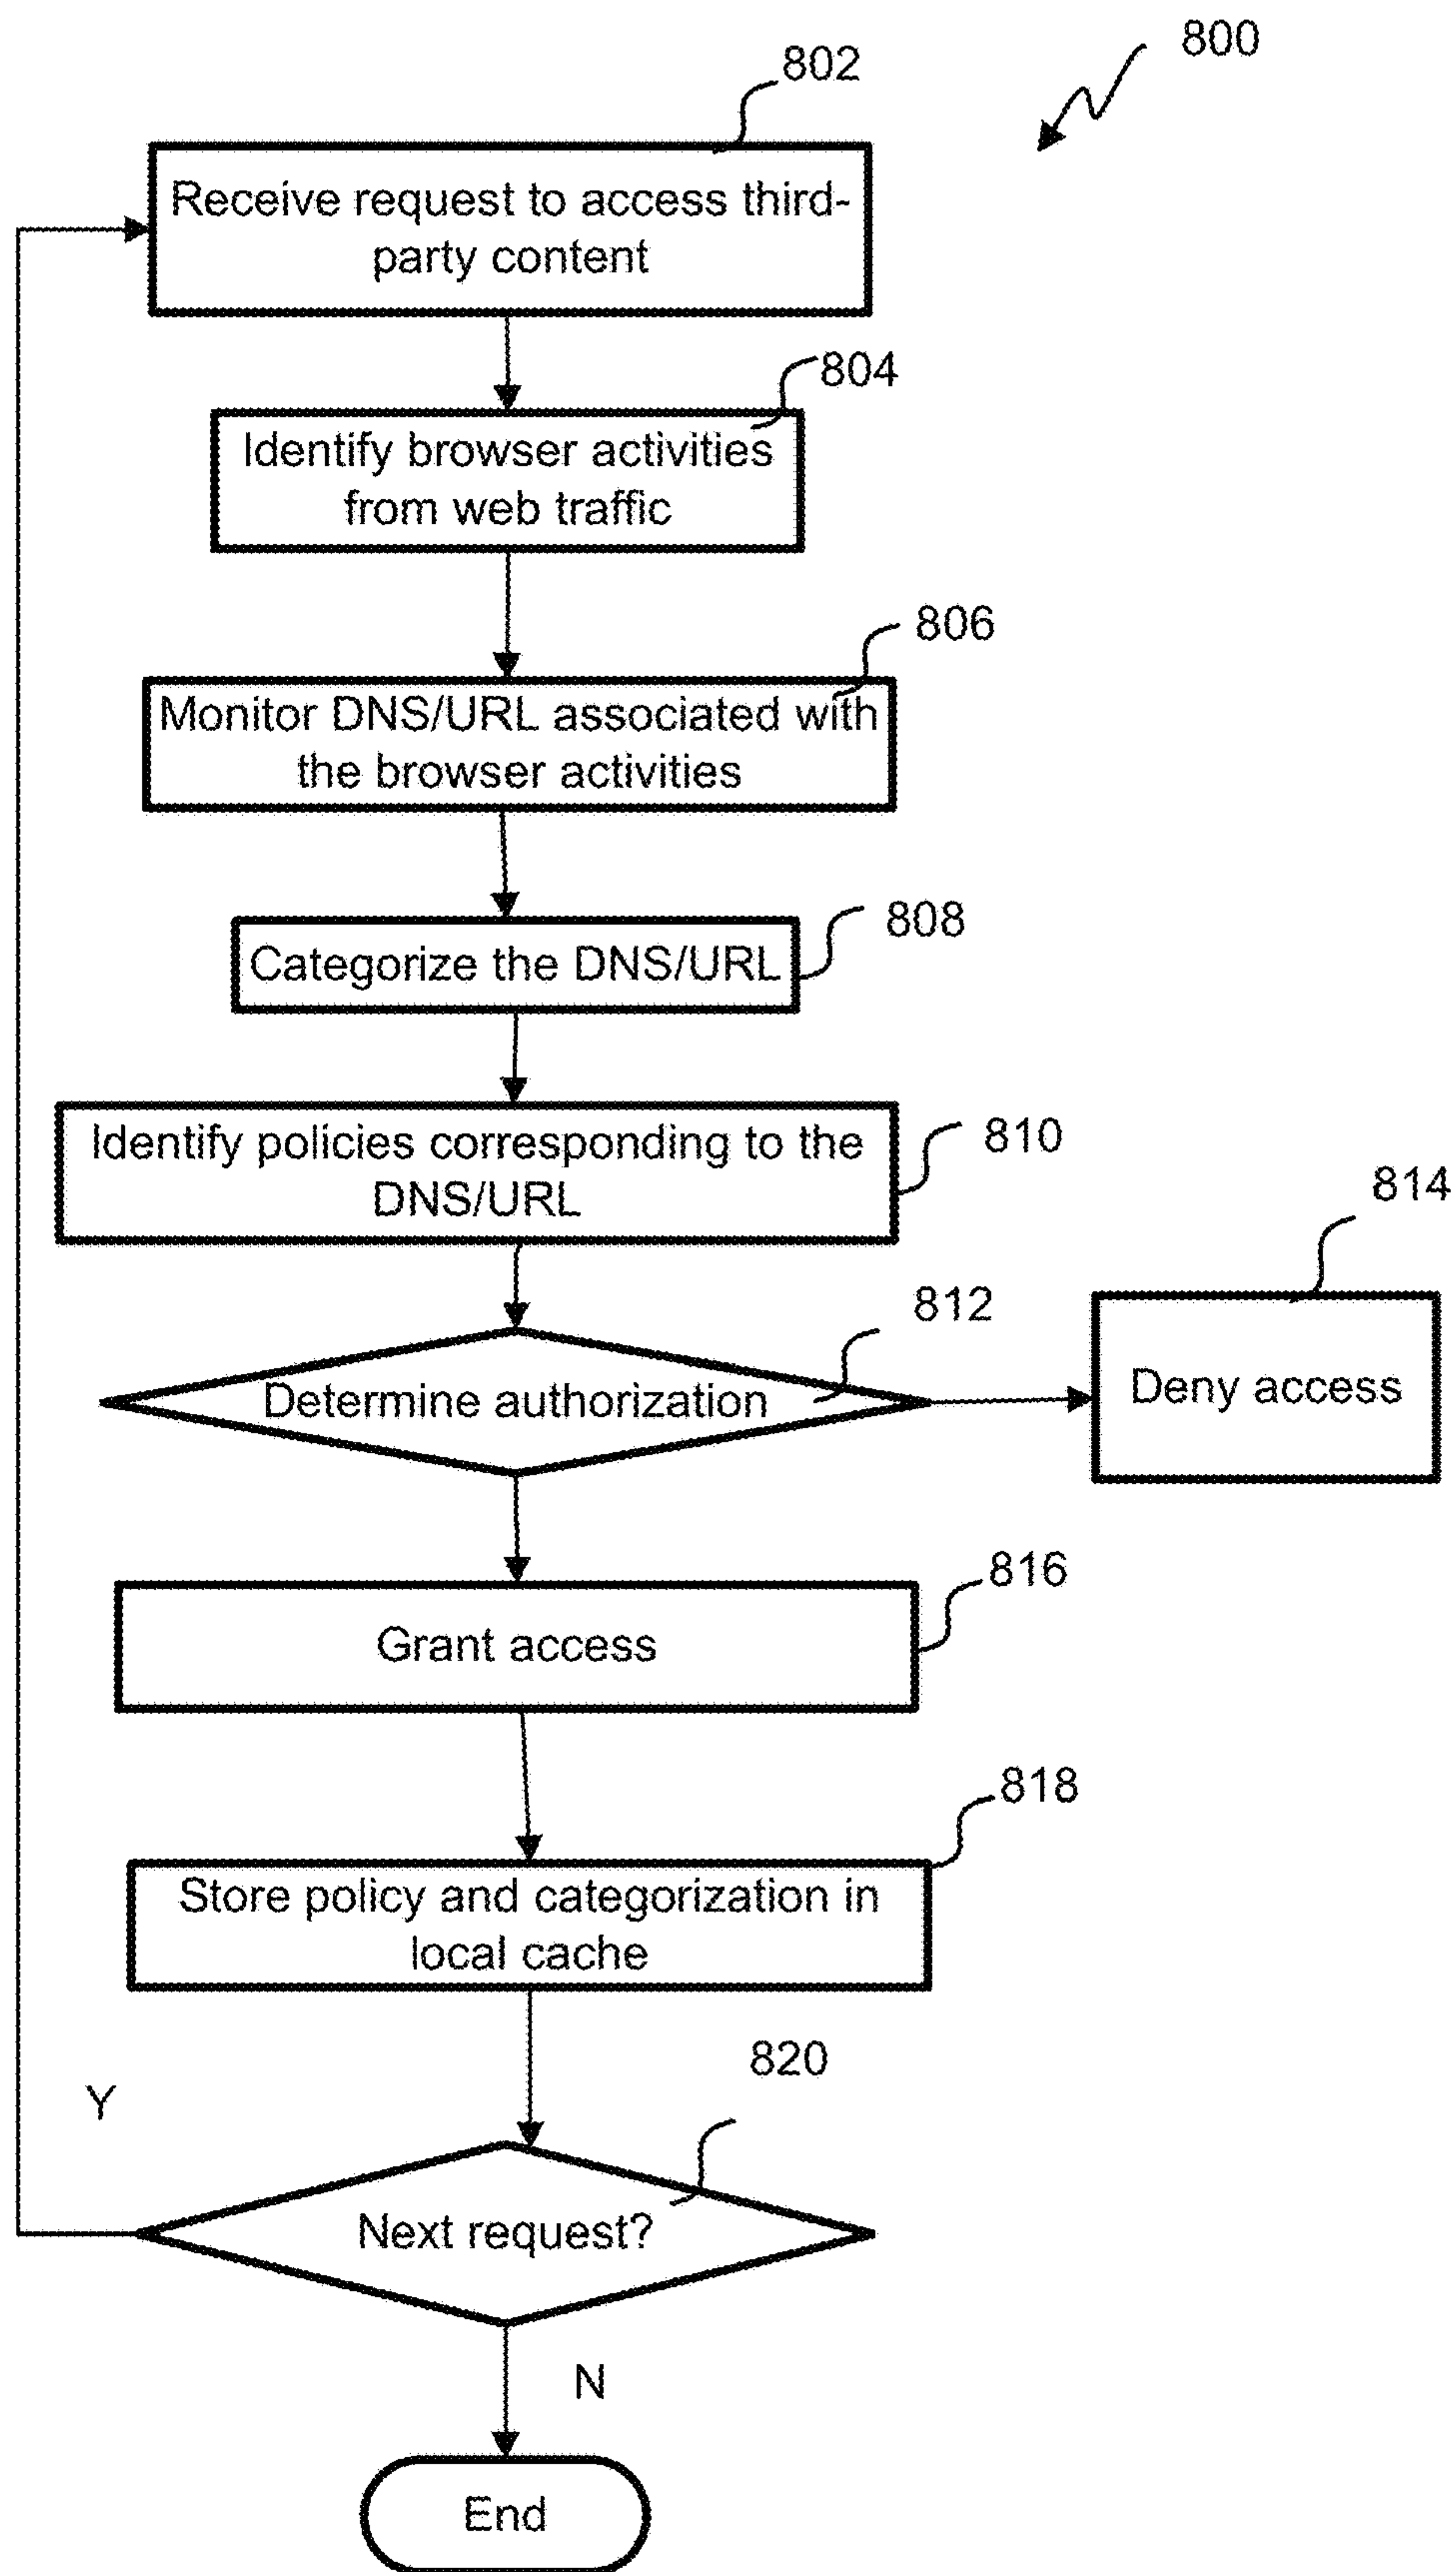 800
802
Receive request to access third-
party content
804
Identify browser activities
from web traffic
806
Monitor DNS/URL associated with
the browser activities
808
Categorize the DNS/URL
810
Identify policies corresponding to the
DNS/URL
812
Determine authorization
814
Deny access
816
Grant access
818
Store policy and categorization in
local cache
820
Y
Next request?
N
End